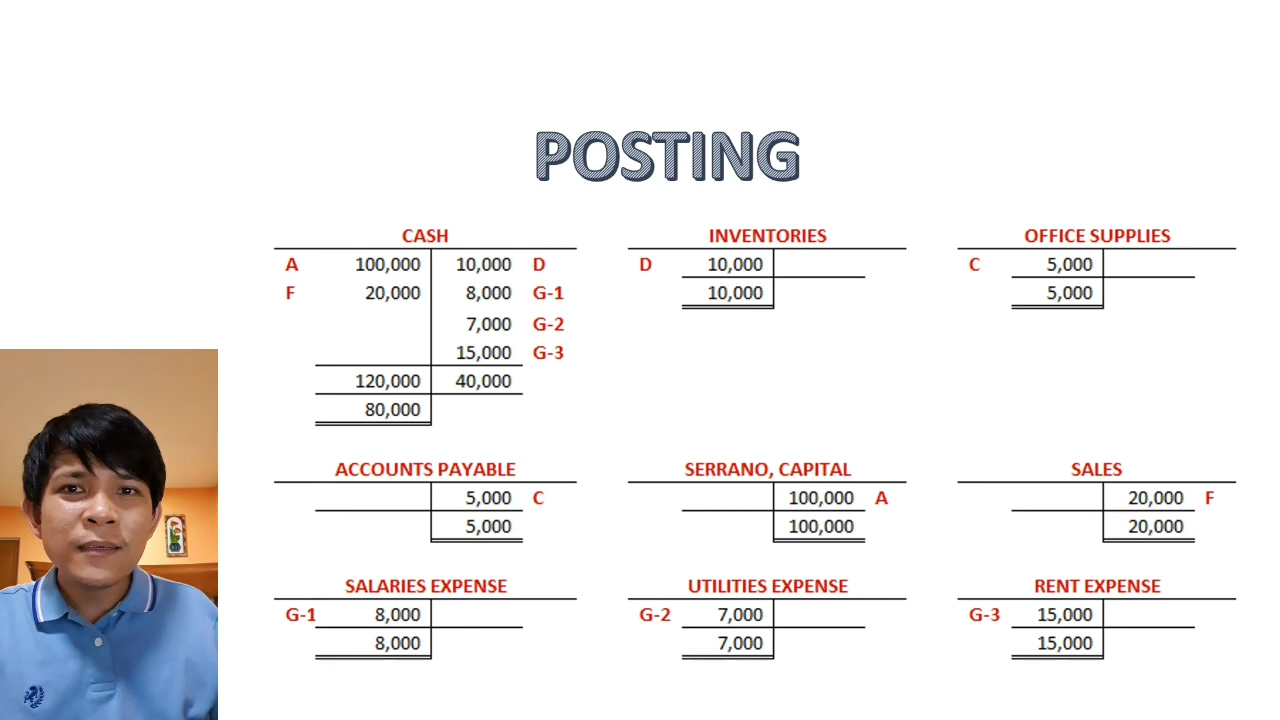 POSTING
CASH INVENTORIES OFFICE SUPPLIES
A 100,000 10,000 D D 10,000 C 5,000
F 20,000 8,000 G-1 10,000 5,000
7,000 G-2
15,000 G-3
120,000 40,000
80,000
ACCOUNTS PAYABLE SERRANO, CAPITAL SALES
5,000 C 100,000 A 20,000 F
5,000 100,000 20,000
SALARIES EXPENSE UTILITIES EXPENSE RENT EXPENSE
G-1 8,000 G-2 7,000 G-3 15,000
8,000 7,000 15,000